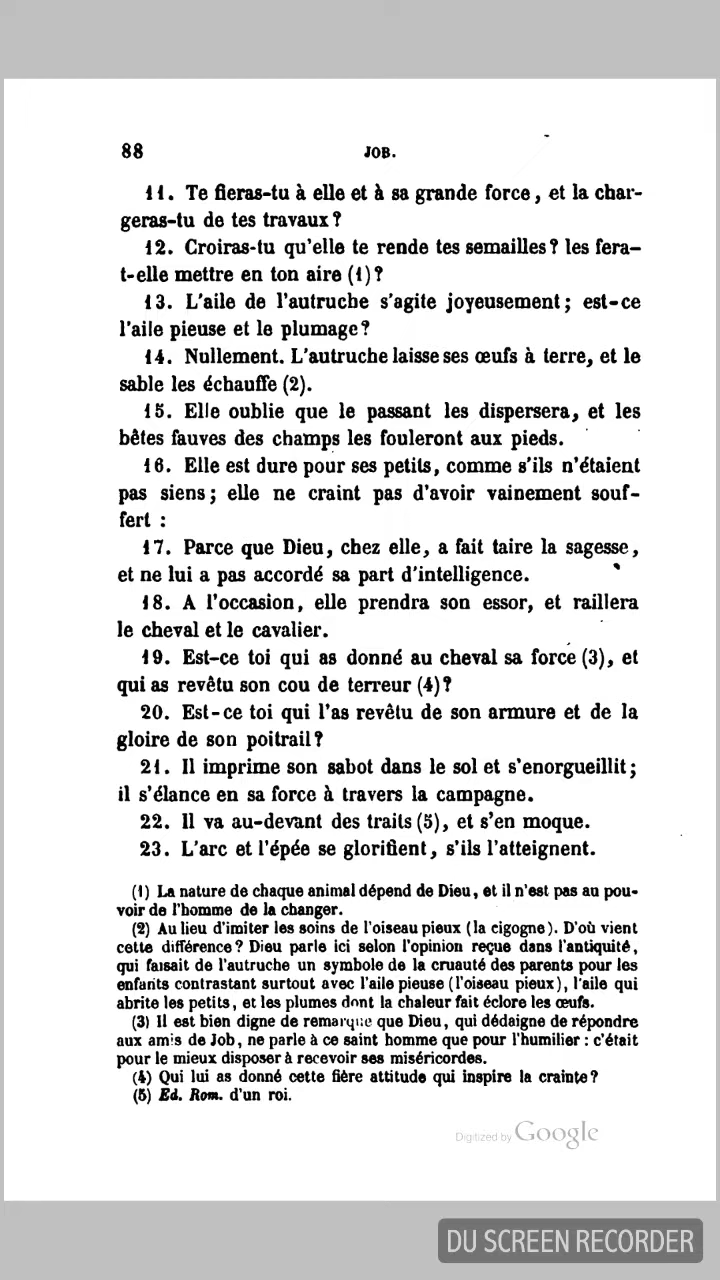 88 JOB.
11. Te fieras-tu à elle et à sa grande force, et la char-
geras-tu de tes travaux?
12. Croiras-tu qu'elle te rende tes semailles? les fera-
t-elle mettre en ton aire (1)?
13. L'aile de l'autruche s'agite joyeusement; est-ce
l'aile pieuse et le plumage?
14. Nullement. L'autruche laisse ses œufs à terre, et le
sable les échauffe (2).
15. Elle oublie que le passant les dispersera, et les
bêtes fauves des champs les fouleront aux pieds.
16. Elle est dure pour ses petits, comme s'ils n'étaient
pas siens; elle ne craint pas d'avoir vainement souf-
fert :
17. Parce que Dieu, chez elle, a fait taire la sagesse,
et ne lui a pas accordé sa part d'intelligence.
18. A l'occasion, elle prendra son essor, et raillera
le cheval et le cavalier.
19. Est-ce toi qui as donné au cheval sa force (3), et
qui as revêtu son cou de terreur (4)?
20. Est-ce toi qui l'as revêtu de son armure et de la
gloire de son poitrail?
21. Il imprime son sabot dans le sol et s'enorgueillit;
il s'élance en sa force à travers la campagne.
22. Il va au-devant des traits (5), et s'en moque.
23. L'arc et l'épée se glorifient, s'ils l'atteignent.
(1) La nature de chaque animal dépend de Dieu, et il n'est pas au pou-
voir de l'homme de la changer.
(2) Au lieu d'imiter les soins de l'oiseau pieux (la cigogne). D'où vient
cette différence? Dieu parle ici selon l'opinion reçue dans l'antiquité,
qui faisait de l'autruche un symbole de la cruauté des parents pour les
enfants contrastant surtout avec l'aile pieuse (l'oiseau pieux), l'aile qui
abrite les petits, et les plumes dont la chaleur fait éclore les œufs.
(3) Il est bien digne de remarque que Dieu, qui dédaigne de répondre
aux amis de Job, ne parle à ce saint homme que pour l'humilier : c'était
pour le mieux disposer à recevoir ses miséricordes.
(4) Qui lui as donné cette fière attitude qui inspire la crainte?
(5) Ed. Rom. d'un roi.
Digitized by Google
DU SCREEN RECORDER